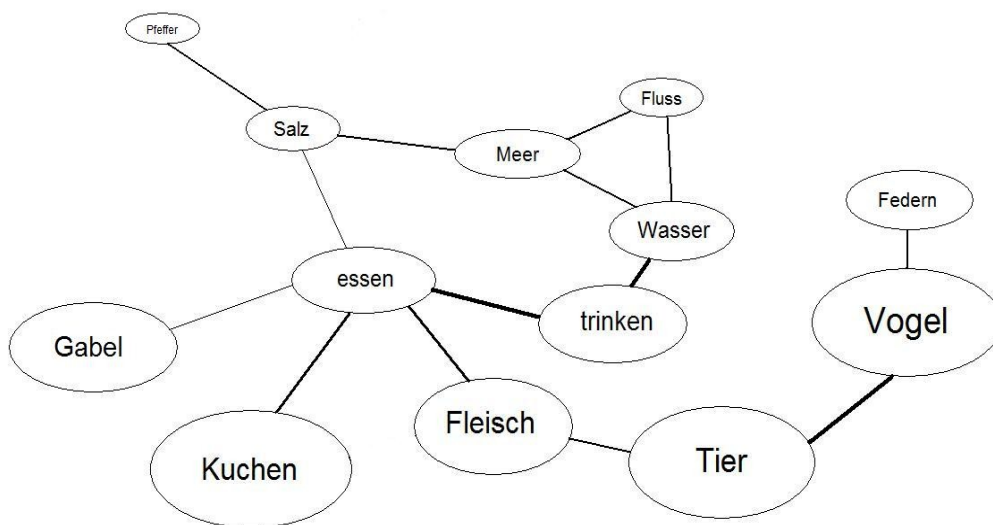 Pfeffer
Fluss
Salz
Meer
Federn
Wasser
essen
trinken
Vogel
Gabel
Fleisch
Tier
Kuchen